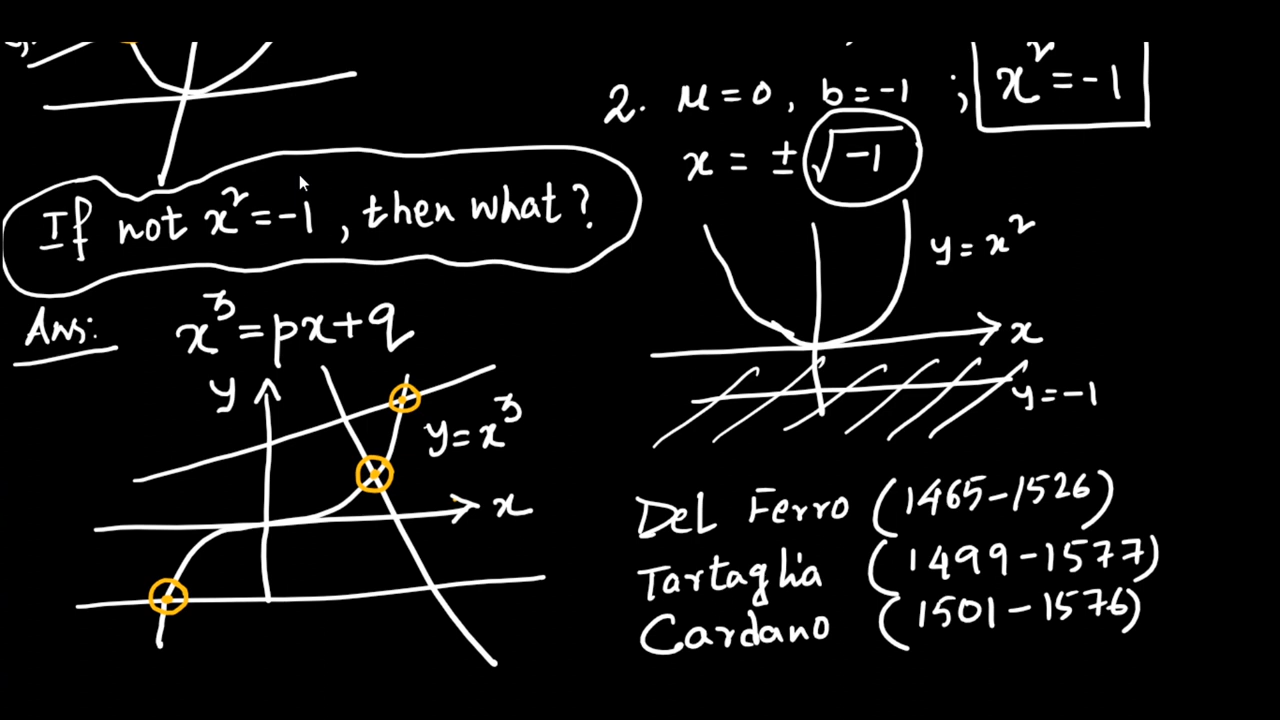 2. μ = 0, b = -1 ; x² = -1
x = ± √-1
If not x² = -1, then what?
Ans: x³ = px + q
y
y = x³
x
y = x²
x
y = -1
Del Ferro (1465-1526)
Tartaglia (1499-1577)
Cardano (1501-1576)